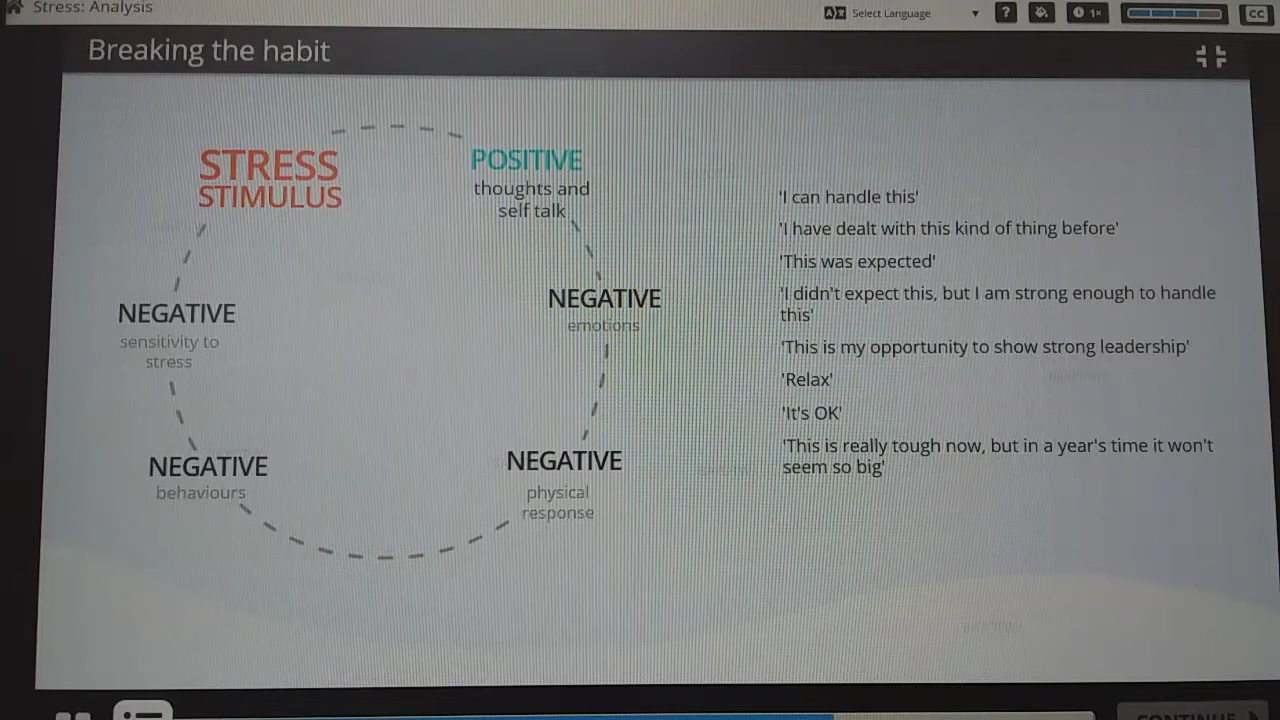 Stress: Analysis
Select Language
?
1×
CC
Breaking the habit
STRESS
STIMULUS
POSITIVE
thoughts and
self talk
NEGATIVE
emotions
NEGATIVE
physical
response
NEGATIVE
behaviours
NEGATIVE
sensitivity to
stress
'I can handle this'
'I have dealt with this kind of thing before'
'This was expected'
'I didn't expect this, but I am strong enough to handle
this'
'This is my opportunity to show strong leadership'
'Relax'
'It's OK'
'This is really tough now, but in a year's time it won't
seem so big'
CONTINUE